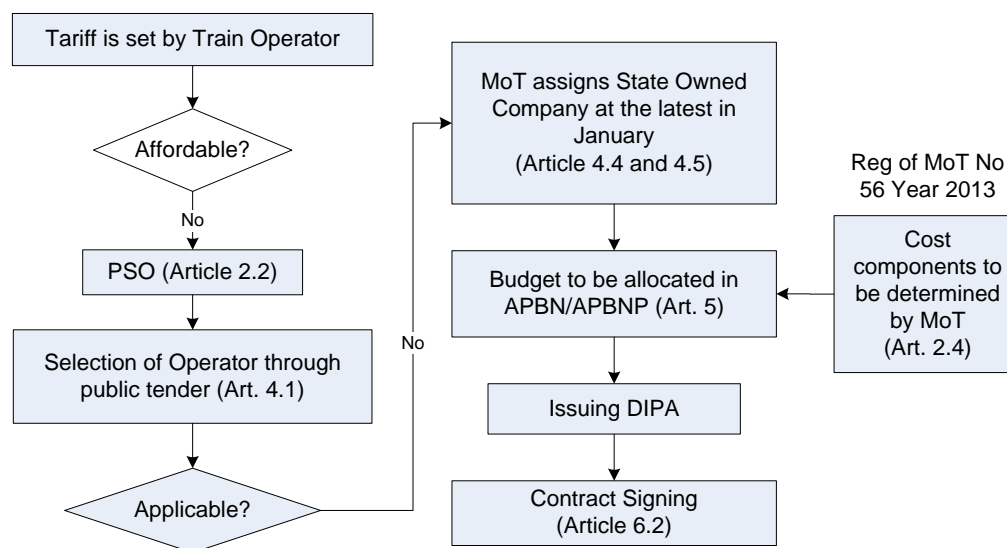 Tariff is set by Train Operator
Affordable?
No
PSO (Article 2.2)
Selection of Operator through
public tender (Art. 4.1)
Applicable?
No
MoT assigns State Owned
Company at the latest in
January
(Article 4.4 and 4.5)
Budget to be allocated in
APBN/APBNP (Art. 5)
Issuing DIPA
Contract Signing
(Article 6.2)
Reg of MoT No
56 Year 2013
Cost
components to
be determined
by MoT
(Art. 2.4)